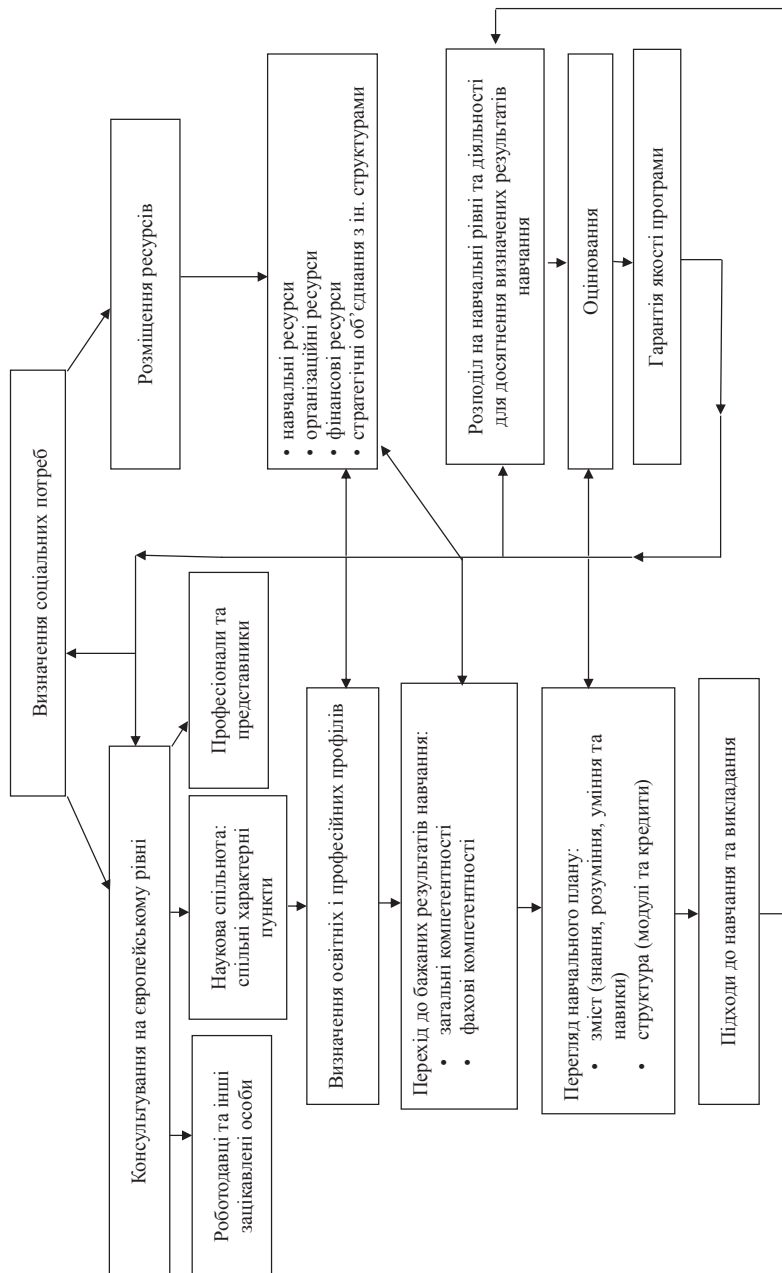 Визначення соціальних потреб
Консультування на європейському рівні
Розміщення ресурсів
Роботодавці та інші
зацікавлені особи
Наукова спільнота:
спільні характерні
пункти
Професіонали та
представники
• навчальні ресурси
• організаційні ресурси
• фінансові ресурси
• стратегічні об’єднання з ін. структурами
Визначення освітніх і професійних профілів
Перехід до бажаних результатів навчання:
• загальні компетентності
• фахові компетентності
Перегляд навчального плану:
• зміст (знання, розуміння, уміння та
навики)
• структура (модулі та кредити)
Підходи до навчання та викладання
Розподіл на навчальні рівні та діяльності
для досягнення визначених результатів
навчання
Оцінювання
Гарантія якості програми